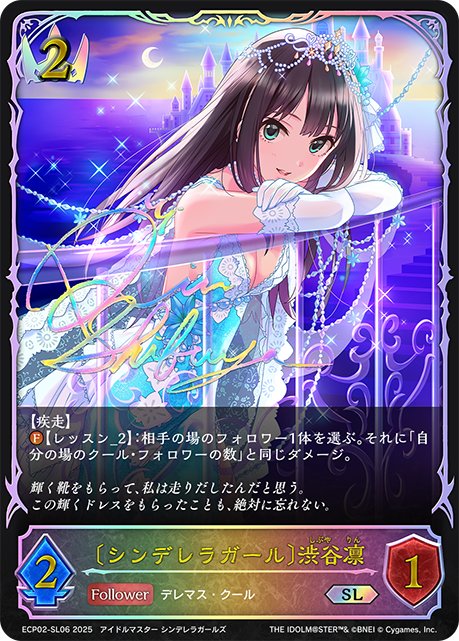 2
Rin
Shibuya
【疾走】
F【レッスン_2】:相手の場のフォロワー1体を選ぶ。それに「自
分の場のクール・フォロワーの数」と同じダメージ。
輝く靴をもらって、私は走りだしたんだと思う。
この輝くドレスをもらったことも、絶対に忘れない。
しぶや りん
〔シンデレラガール〕渋谷凛
2
Follower デレマス・クール
SL
1
ECP02-SL06 2025 アイドルマスター シンデレラガールズ
THE IDOLM@STER™& ©BNEI © Cygames, Inc.